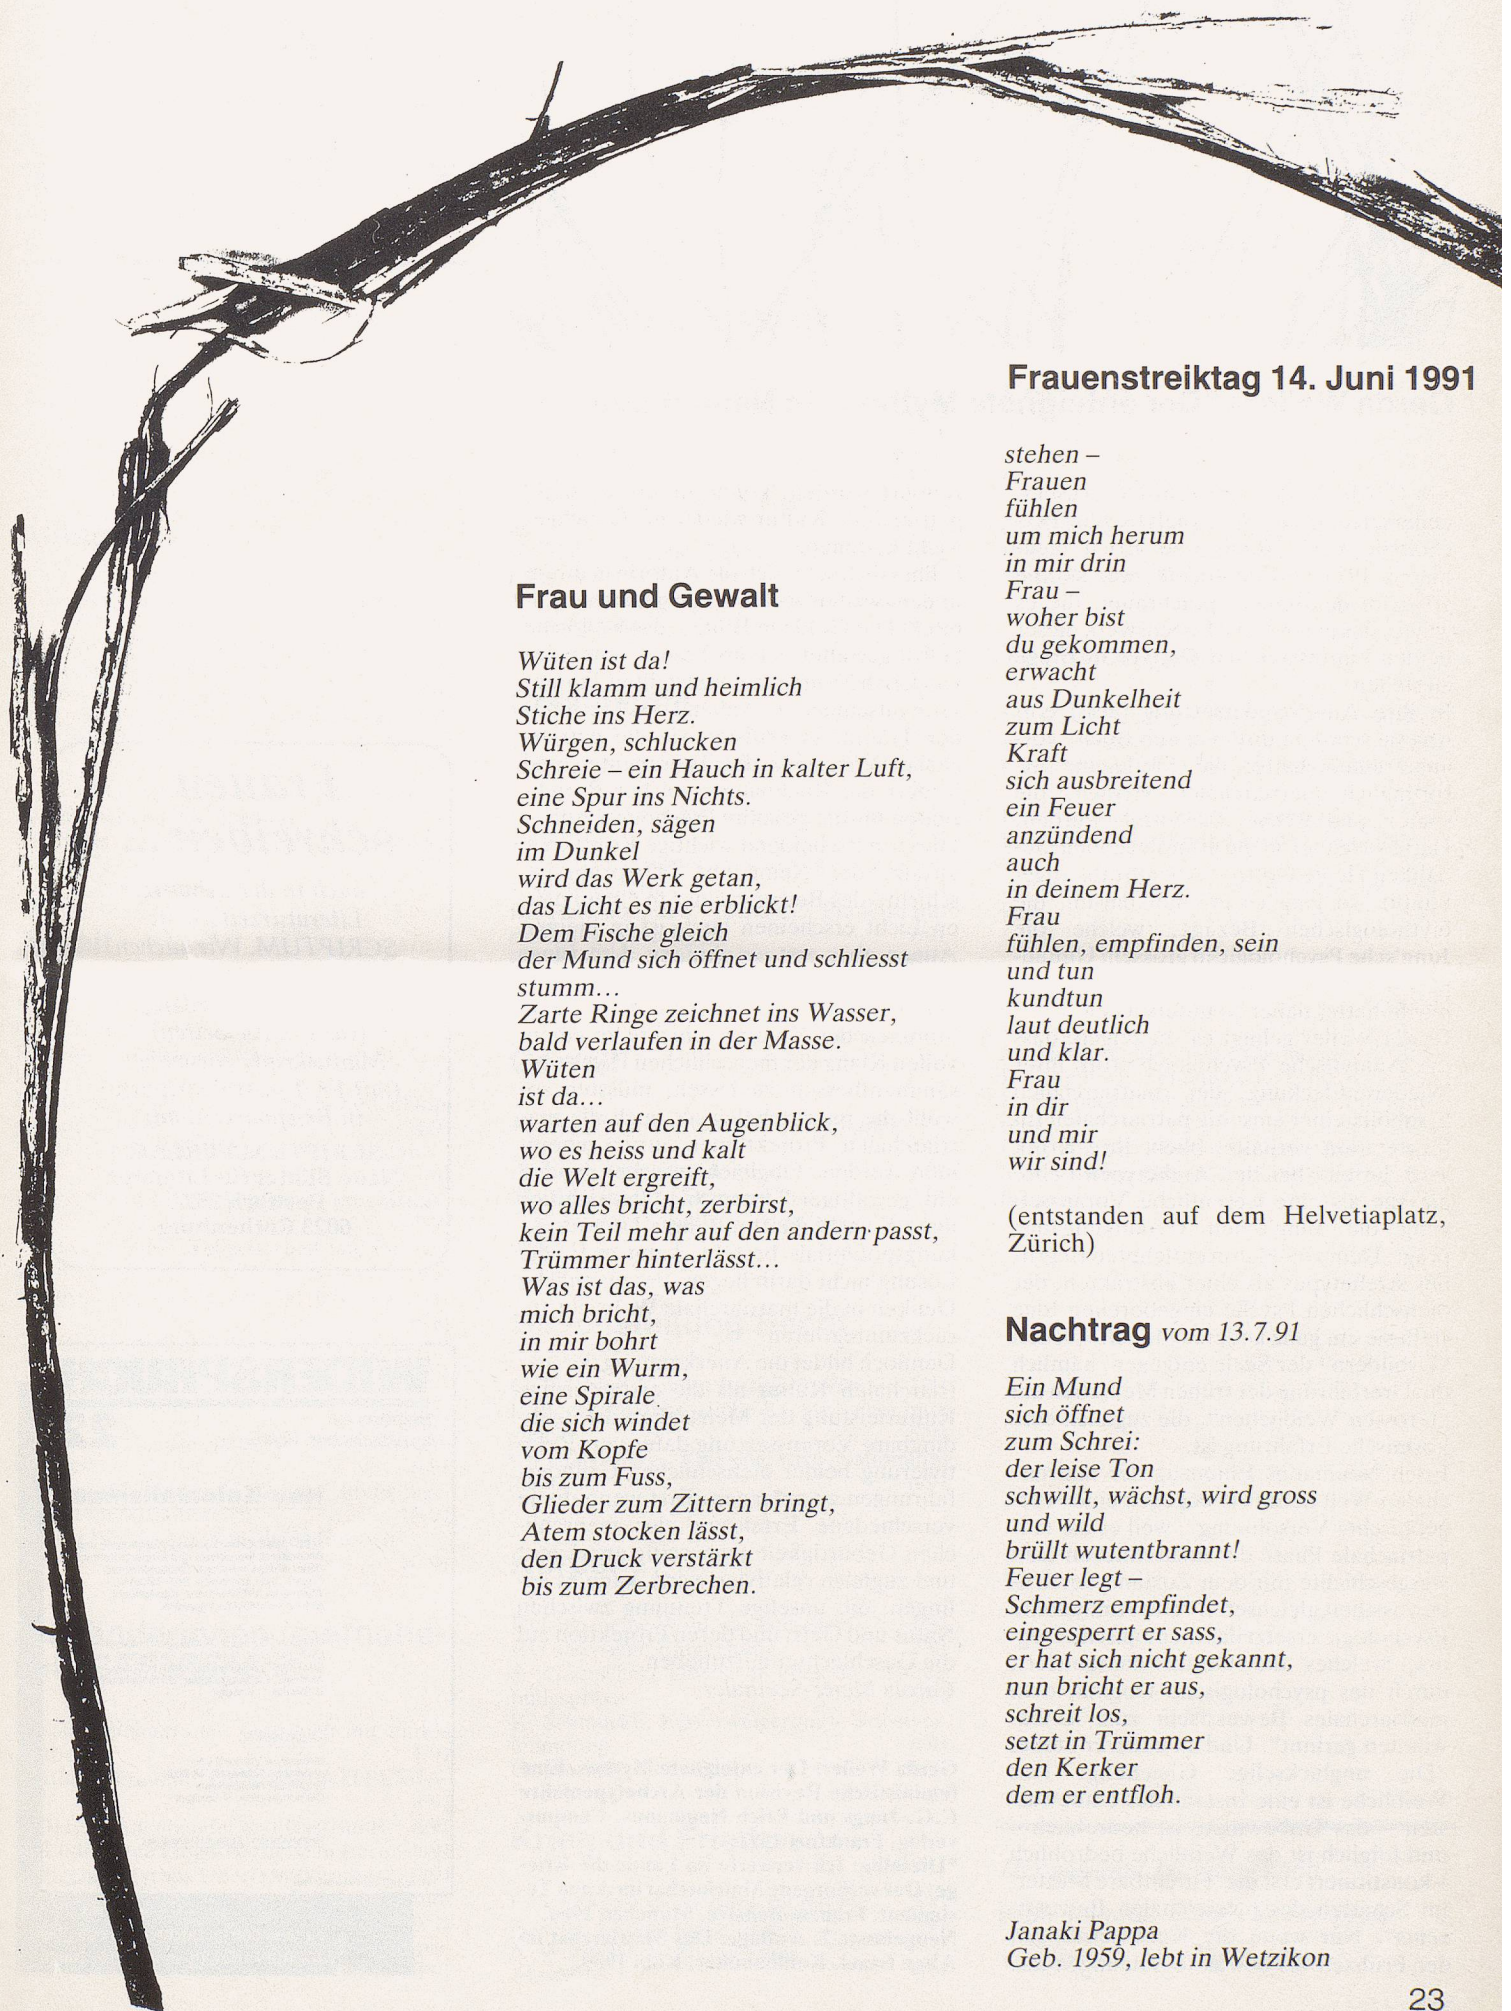 Frau und Gewalt
Wüten ist da!
Still klamm und heimlich
Stiche ins Herz.
Würgen, schlucken
Schreie – ein Hauch in kalter Luft,
eine Spur ins Nichts.
Schneiden, sägen
im Dunkel
wird das Werk getan,
das Licht es nie erblickt!
Dem Fische gleich
der Mund sich öffnet und schliesst
stumm...
Zarte Ringe zeichnet ins Wasser,
bald verlaufen in der Masse.
Wüten
ist da...
warten auf den Augenblick,
wo es heiss und kalt
die Welt ergreift,
wo alles bricht, zerbirst,
kein Teil mehr auf den andern passt,
Trümmer hinterlässt...
Was ist das, was
mich bricht,
in mir bohrt
wie ein Wurm,
eine Spirale
die sich windet
vom Kopfe
bis zum Fuss,
Glieder zum Zittern bringt,
Atem stocken lässt,
den Druck verstärkt
bis zum Zerbrechen.
Frauenstreiktag 14. Juni 1991
stehen –
Frauen
fühlen
um mich herum
in mir drin
Frau –
woher bist
du gekommen,
erwacht
aus Dunkelheit
zum Licht
Kraft
sich ausbreitend
ein Feuer
anzündend
auch
in deinem Herz.
Frau
fühlen, empfinden, sein
und tun
kundtun
laut deutlich
und klar.
Frau
in dir
und mir
wir sind!
(entstanden auf dem Helvetiaplatz,
Zürich)
Nachtrag vom 13.7.91
Ein Mund
sich öffnet
zum Schrei:
der leise Ton
schwillt, wächst, wird gross
und wild
brüllt wutentbrannt!
Feuer legt –
Schmerz empfindet,
eingesperrt er sass,
er hat sich nicht gekannt,
nun bricht er aus,
schreit los,
setzt in Trümmer
den Kerker
dem er entfloh.
Janaki Pappa
Geb. 1959, lebt in Wetzikon
23